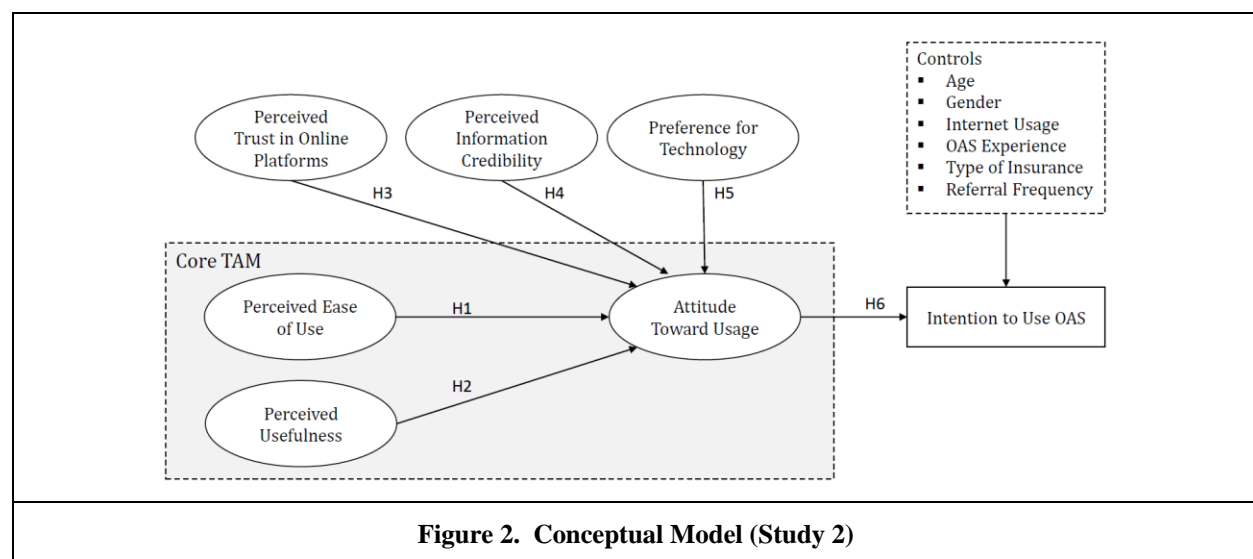 Controls
▪ Age
▪ Gender
▪ Internet Usage
▪ OAS Experience
▪ Type of Insurance
▪ Referral Frequency
Perceived
Trust in Online
Platforms
Perceived
Information
Credibility
Preference for
Technology
H3
H4
H5
Core TAM
Perceived Ease
of Use
H1
Attitude
Toward Usage
H6
Intention to Use OAS
H2
Perceived
Usefulness
Figure 2. Conceptual Model (Study 2)